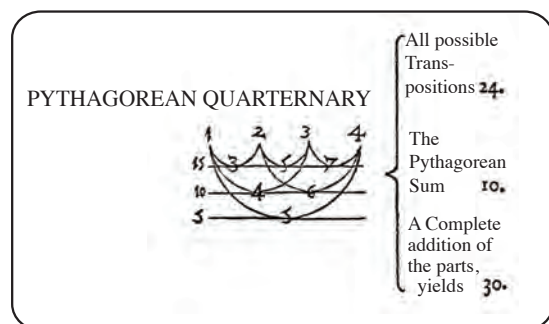 All possible
Trans-
positions 24.
PYTHAGOREAN QUARTERNARY
1 2 3 4
15 3 5 7
10 4 6
5 5
The
Pythagorean
Sum 10.
A Complete
addition of
the parts,
yields 30.